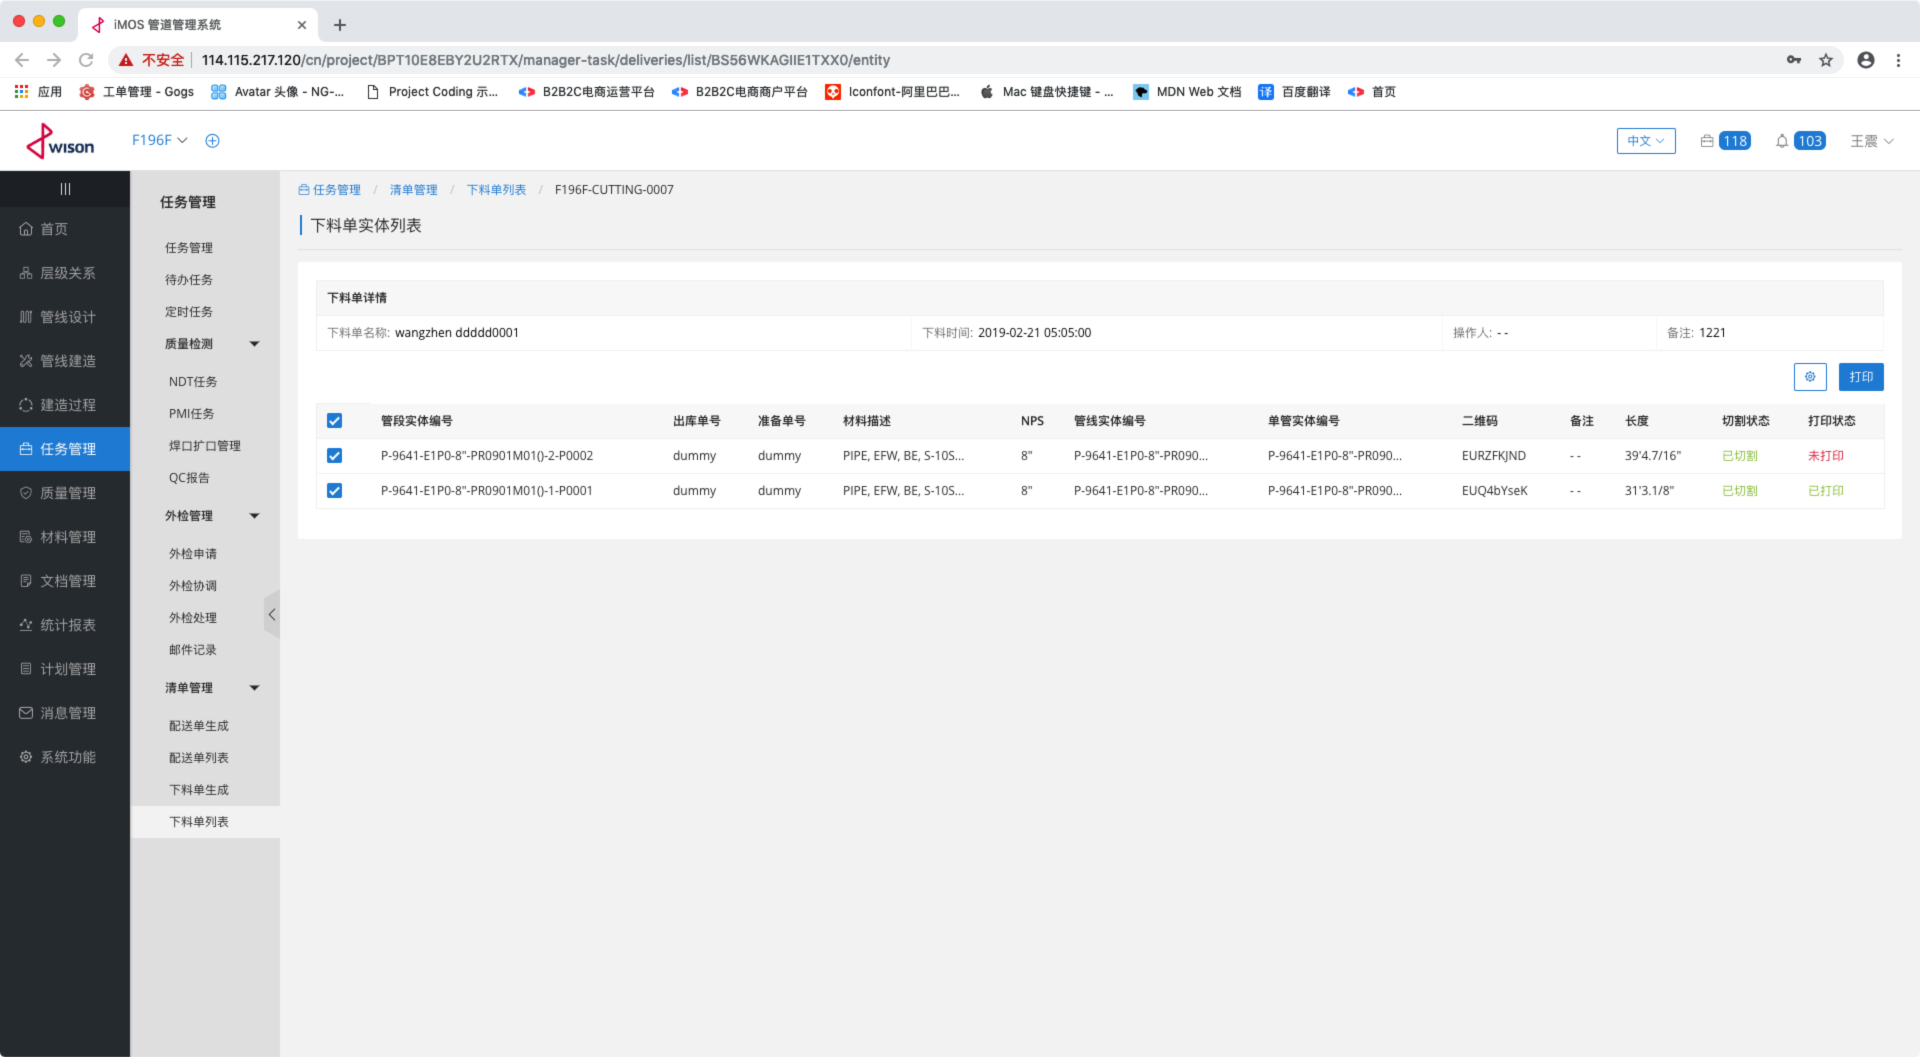 iMOS 管道管理系统
不安全 114.115.217.120/cn/project/BPT10E8EBY2U2RTX/manager-task/deliveries/list/BS56WKAGIIE1TXX0/entity
应用 工单管理 - Gogs Avatar 头像 - NG-... Project Coding 示... B2B2C电商运营平台 B2B2C电商商户平台 Iconfont-阿里巴巴... Mac 键盘快捷键 - ... MDN Web 文档 译 百度翻译 首页
wison F196F 中文 118 103 王震
首页
层级关系
管线设计
管线建造
建造过程
任务管理
质量管理
材料管理
文档管理
统计报表
计划管理
消息管理
系统功能
任务管理
任务管理
待办任务
定时任务
质量检测
NDT任务
PMI任务
焊口扩口管理
QC报告
外检管理
外检申请
外检协调
外检处理
邮件记录
清单管理
配送单生成
配送单列表
下料单生成
下料单列表
任务管理 / 清单管理 / 下料单列表 / F196F-CUTTING-0007
下料单实体列表
下料单详情
下料单名称: wangzhen ddddd0001 下料时间: 2019-02-21 05:05:00 操作人: - - 备注: 1221
打印
管段实体编号 出库单号 准备单号 材料描述 NPS 管线实体编号 单管实体编号 二维码 备注 长度 切割状态 打印状态
P-9641-E1P0-8"-PR0901M01()-2-P0002 dummy dummy PIPE, EFW, BE, S-10S... 8" P-9641-E1P0-8"-PR090... P-9641-E1P0-8"-PR090... EURZFKJND - - 39'4.7/16" 已切割 未打印
P-9641-E1P0-8"-PR0901M01()-1-P0001 dummy dummy PIPE, EFW, BE, S-10S... 8" P-9641-E1P0-8"-PR090... P-9641-E1P0-8"-PR090... EUQ4bYseK - - 31'3.1/8" 已切割 已打印